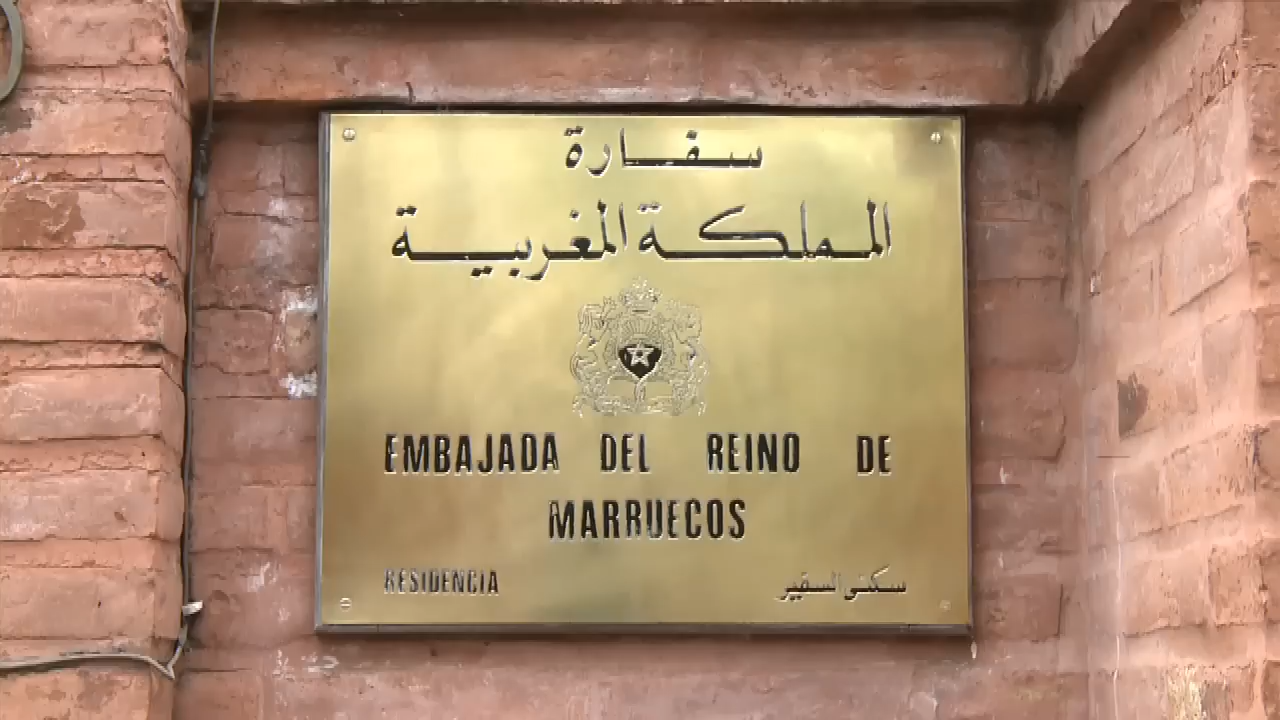 سفارة
المملكة المغربية
EMBAJADA DEL REINO DE
MARRUECOS
RESIDENCIA سكنى السفير